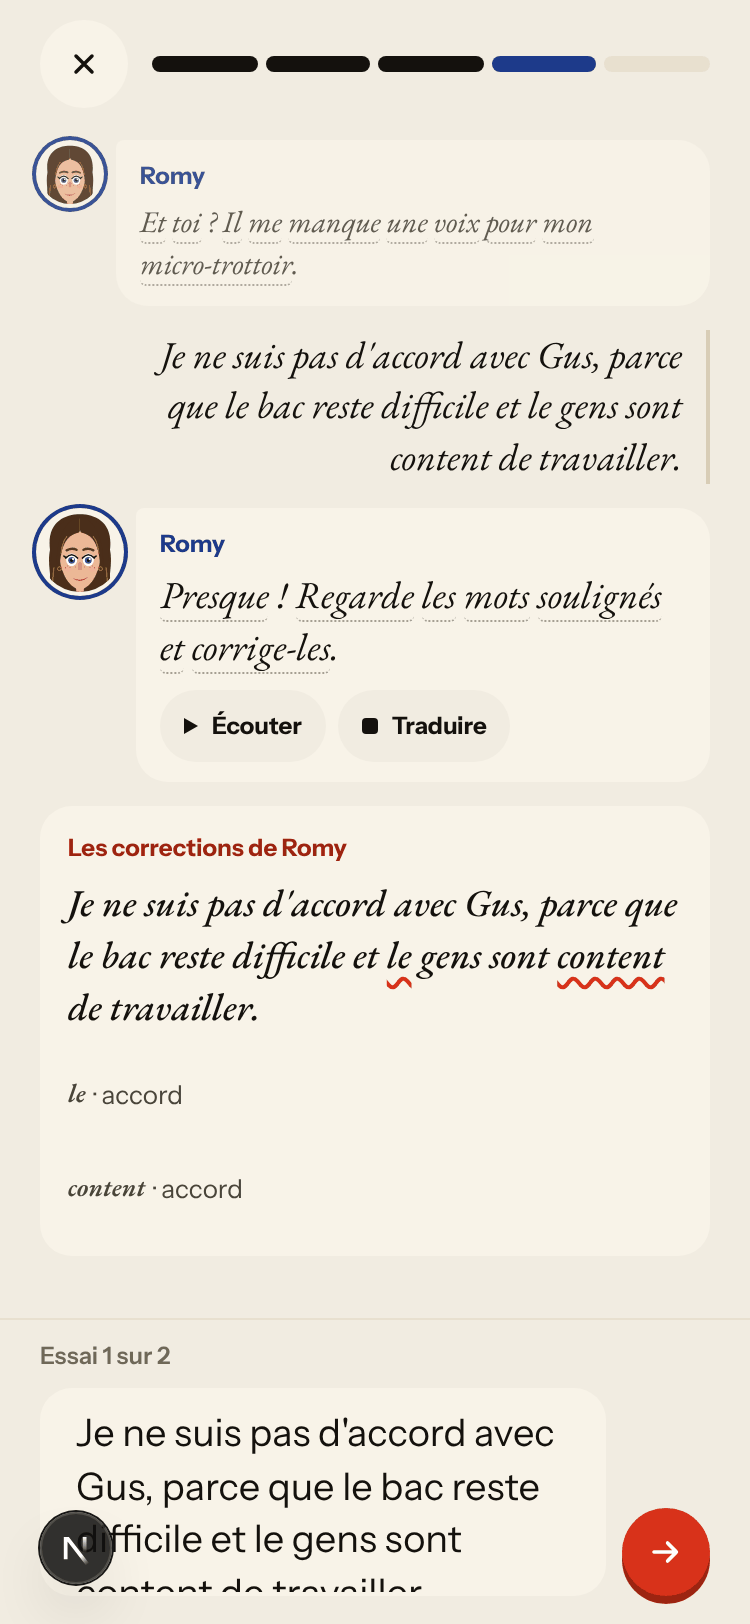 Romy
Et toi ? Il me manque une voix pour mon
micro-trottoir.
Je ne suis pas d'accord avec Gus, parce
que le bac reste difficile et le gens sont
content de travailler.
Romy
Presque ! Regarde les mots soulignés
et corrige-les.
Écouter
Traduire
Les corrections de Romy
Je ne suis pas d'accord avec Gus, parce que
le bac reste difficile et le gens sont content
de travailler.
le · accord
content · accord
Essai 1 sur 2
Je ne suis pas d'accord avec
Gus, parce que le bac reste
difficile et le gens sont
content de travailler.
N